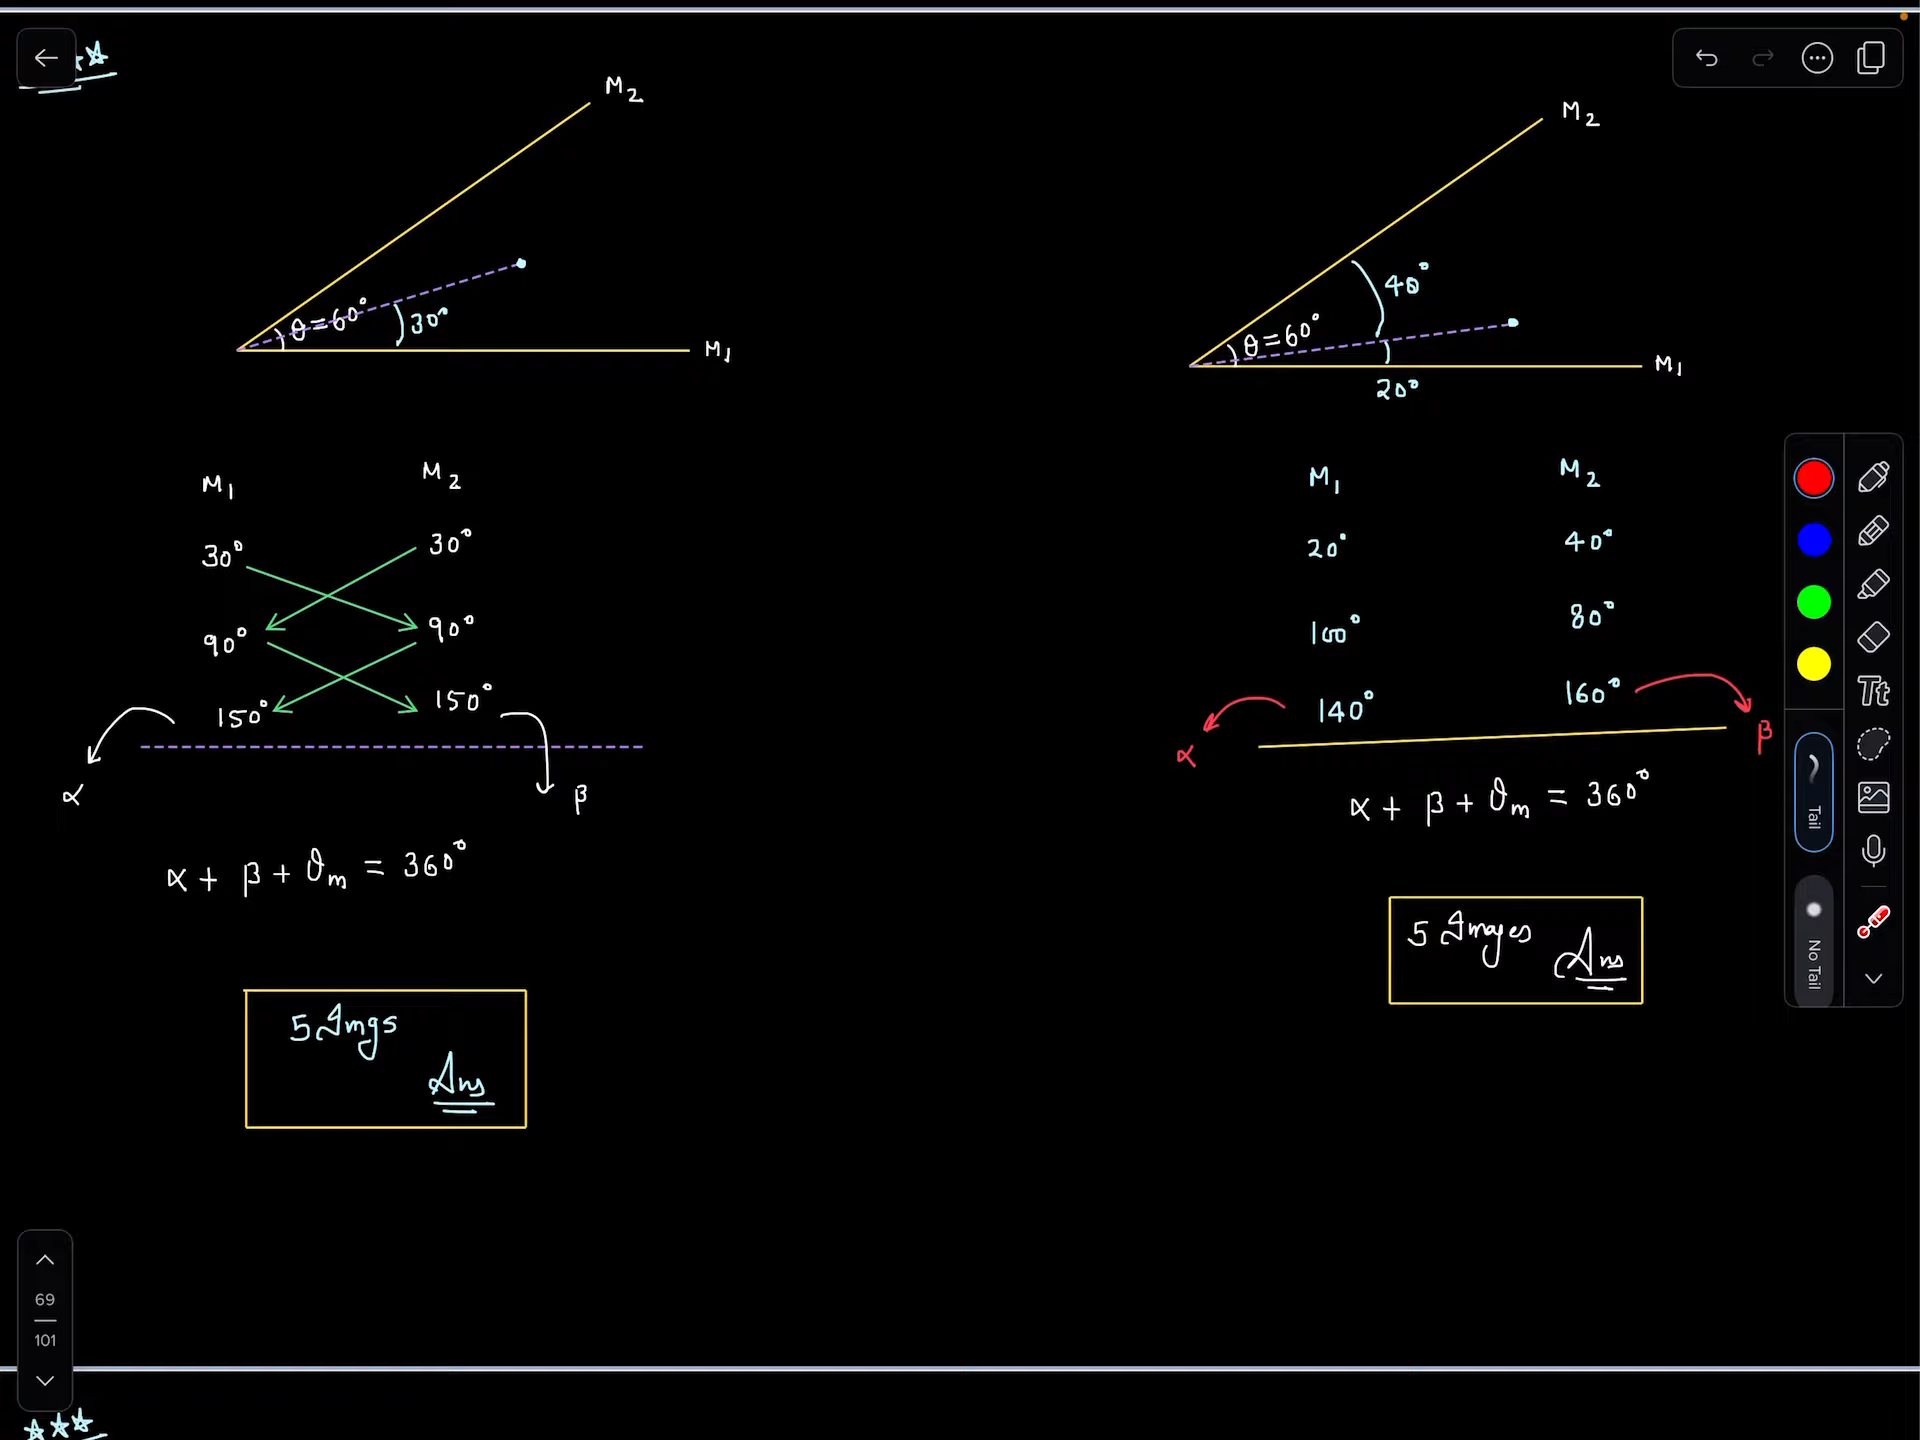 M₂
θ=60°
30°
M₁
M₁ M₂
30° 30°
90° 90°
150° 150°
α β
α + β + θm = 360°
5 Imgs
Ans
M₂
40°
θ=60°
M₁
20°
M₁ M₂
20° 40°
100° 80°
140° 160°
α β
α + β + θm = 360°
5 Images Ans
Tt
Tail
No Tail
69
101